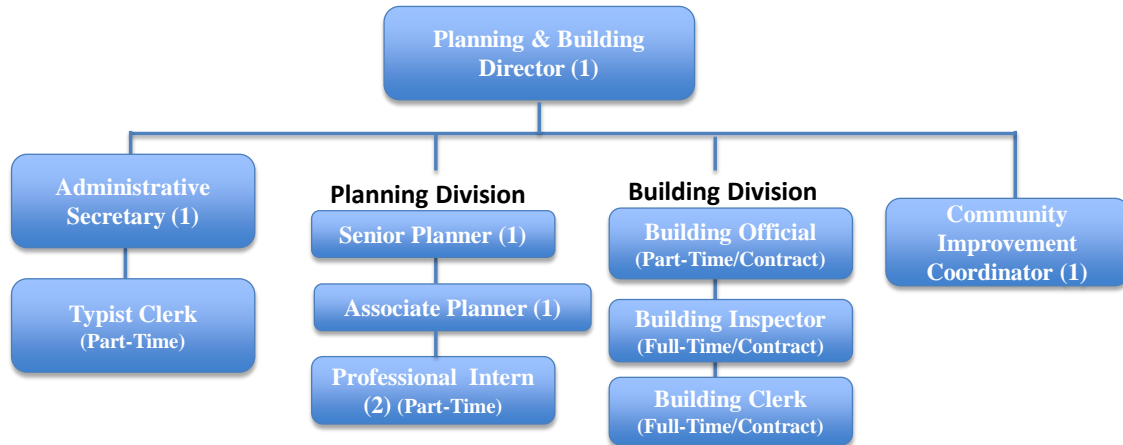 Planning & Building
Director (1)
Administrative
Secretary (1)
Typist Clerk
(Part-Time)
Planning Division
Senior Planner (1)
Associate Planner (1)
Professional Intern
(2) (Part-Time)
Building Division
Building Official
(Part-Time/Contract)
Building Inspector
(Full-Time/Contract)
Building Clerk
(Full-Time/Contract)
Community
Improvement
Coordinator (1)